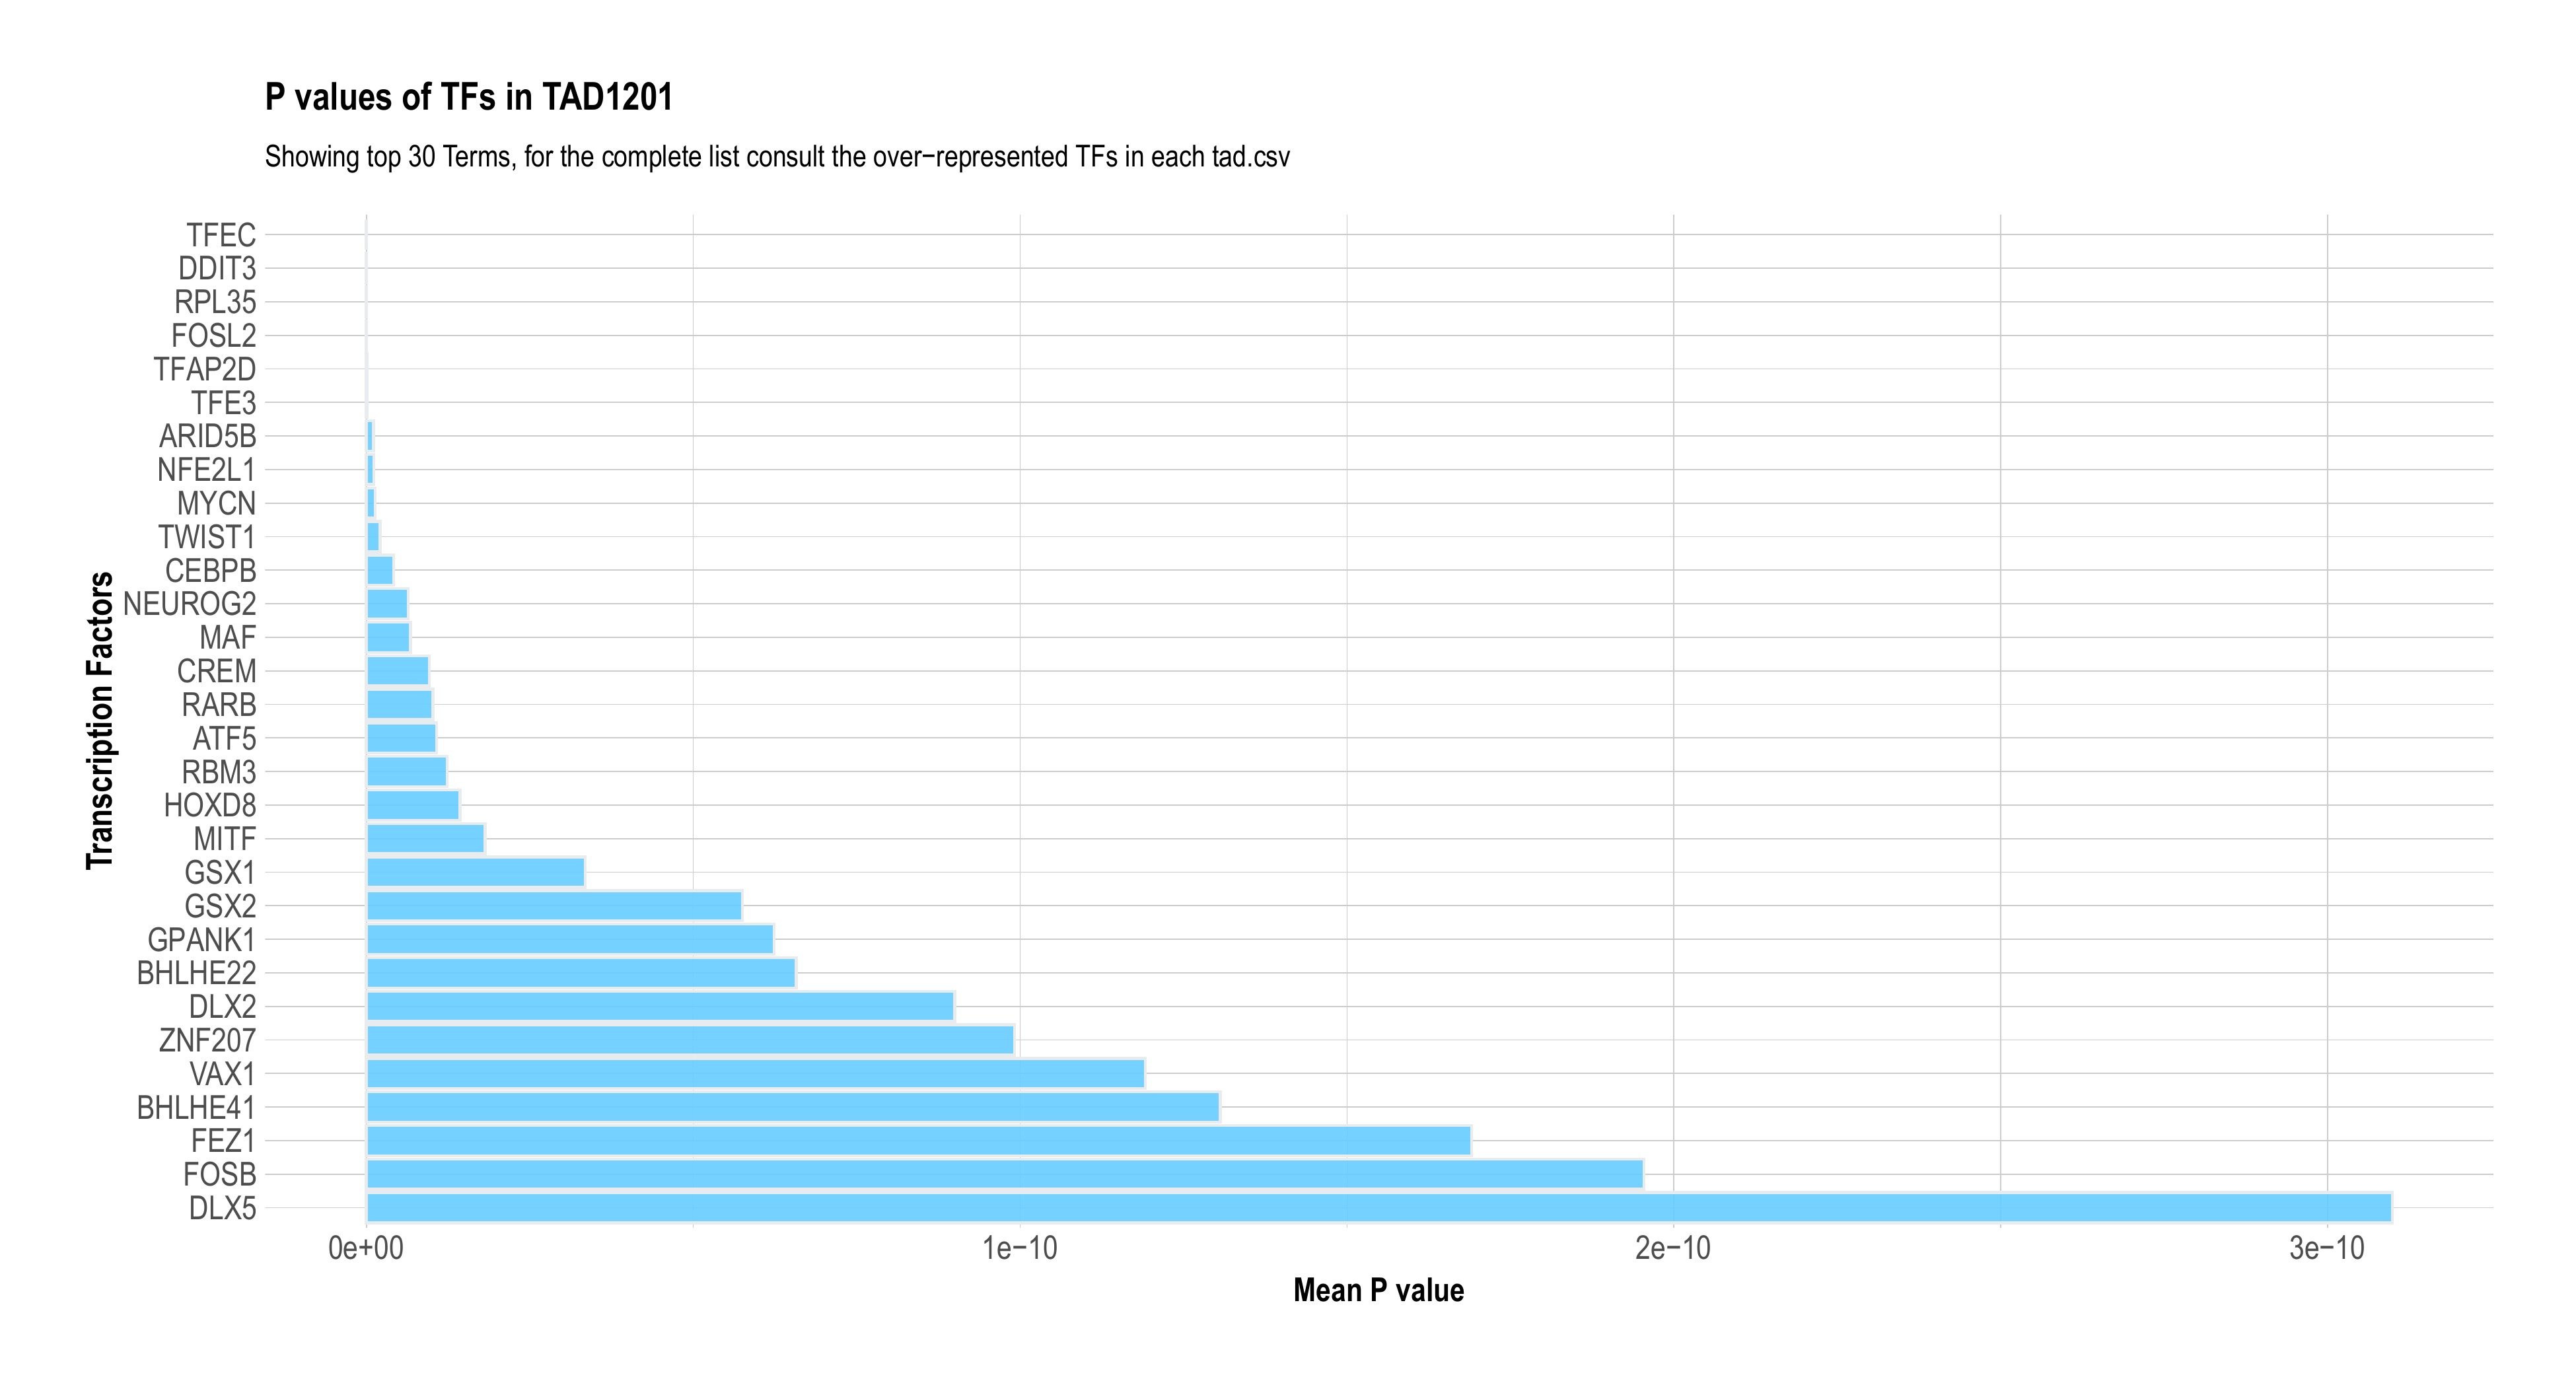 P values of TFs in TAD1201
Showing top 30 Terms, for the complete list consult the over−represented TFs in each tad.csv
Transcription Factors
TFEC
DDIT3
RPL35
FOSL2
TFAP2D
TFE3
ARID5B
NFE2L1
MYCN
TWIST1
CEBPB
NEUROG2
MAF
CREM
RARB
ATF5
RBM3
HOXD8
MITF
GSX1
GSX2
GPANK1
BHLHE22
DLX2
ZNF207
VAX1
BHLHE41
FEZ1
FOSB
DLX5
0e+00 1e−10 2e−10 3e−10
Mean P value